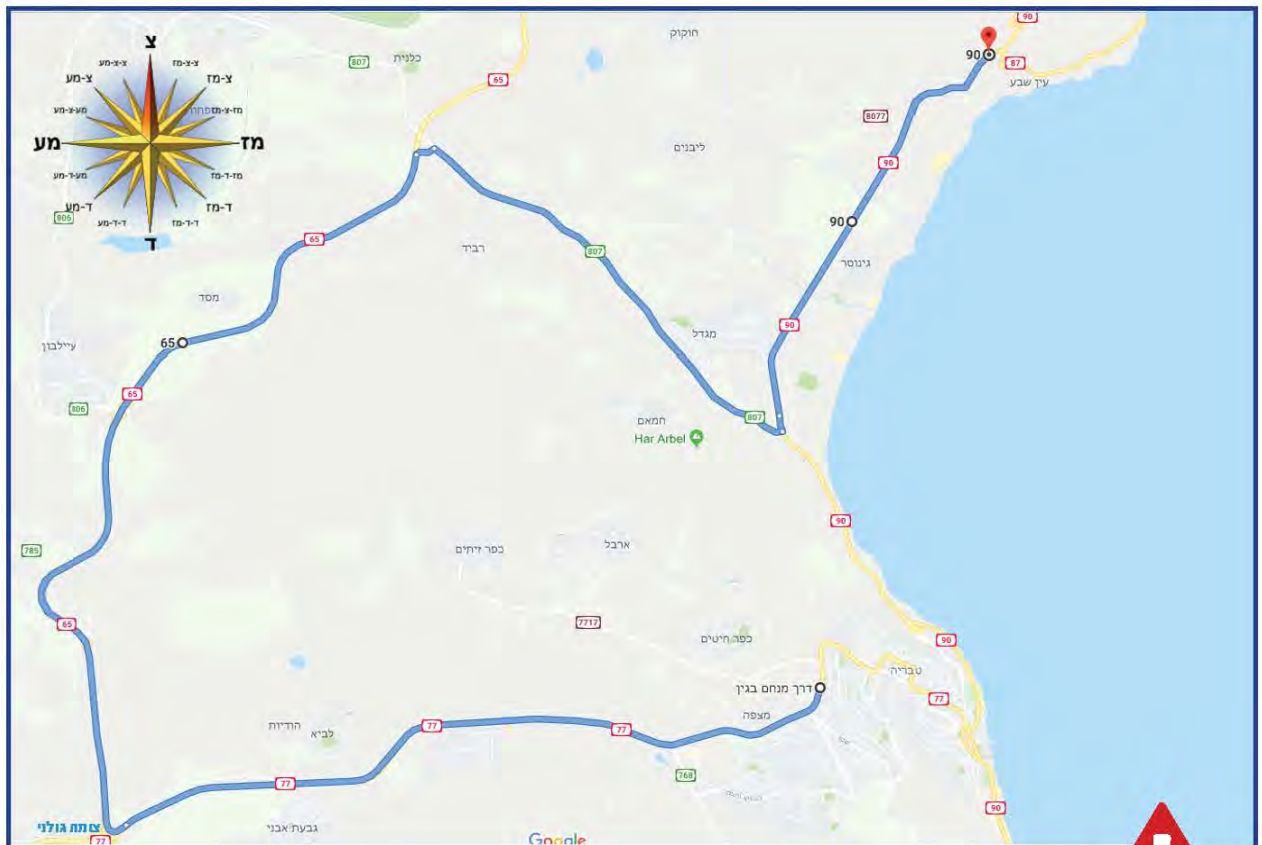 צ
צ-צ-מע
צ-צ-מז
צ-מע
צ-מז
מע-צ-מע
מז-צ-מע
מע
מז
מע-ד-מע
מז-ד-מז
ד-מע
ד-מז
ד-ד-מע
ד-ד-מז
ד
90
חוקוק
807
כלנית
65
90
87
עין שבע
8077
ליבנים
90
806
90
65
רביד
807
גינוסר
מסד
90
עיילבון
65
מגדל
65
806
807
חמאם
Har Arbel
90
785
כפר זיתים
ארבל
65
7717
כפר חיטים
90
טבריה
דרך מנחם בגין
77
מצפה
הודיות
לביא
77
77
768
77
90
צומת גולני
77
גבעת אבני
Google